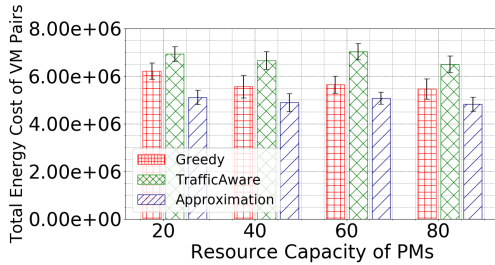 Total Energy Cost of VM Pairs
8.00e+06
6.00e+06
4.00e+06
2.00e+06
0.00e+00
Greedy
TrafficAware
Approximation
20 40 60 80
Resource Capacity of PMs